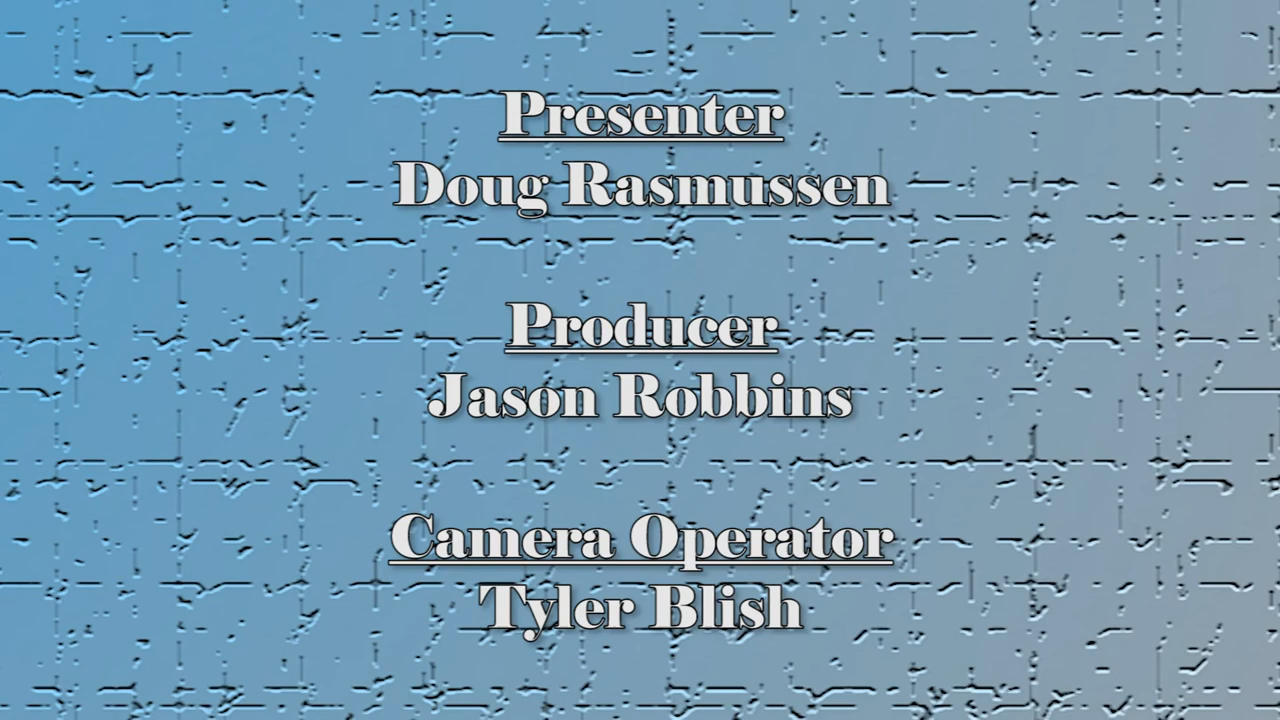 Presenter
Doug Rasmussen
Producer
Jason Robbins
Camera Operator
Tyler Blish